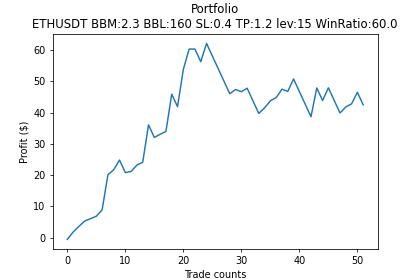 Portfolio
ETHUSDT BBM:2.3 BBL:160 SL:0.4 TP:1.2 lev:15 WinRatio:60.0
Profit ($)
60
50
40
30
20
10
0
0 10 20 30 40 50
Trade counts